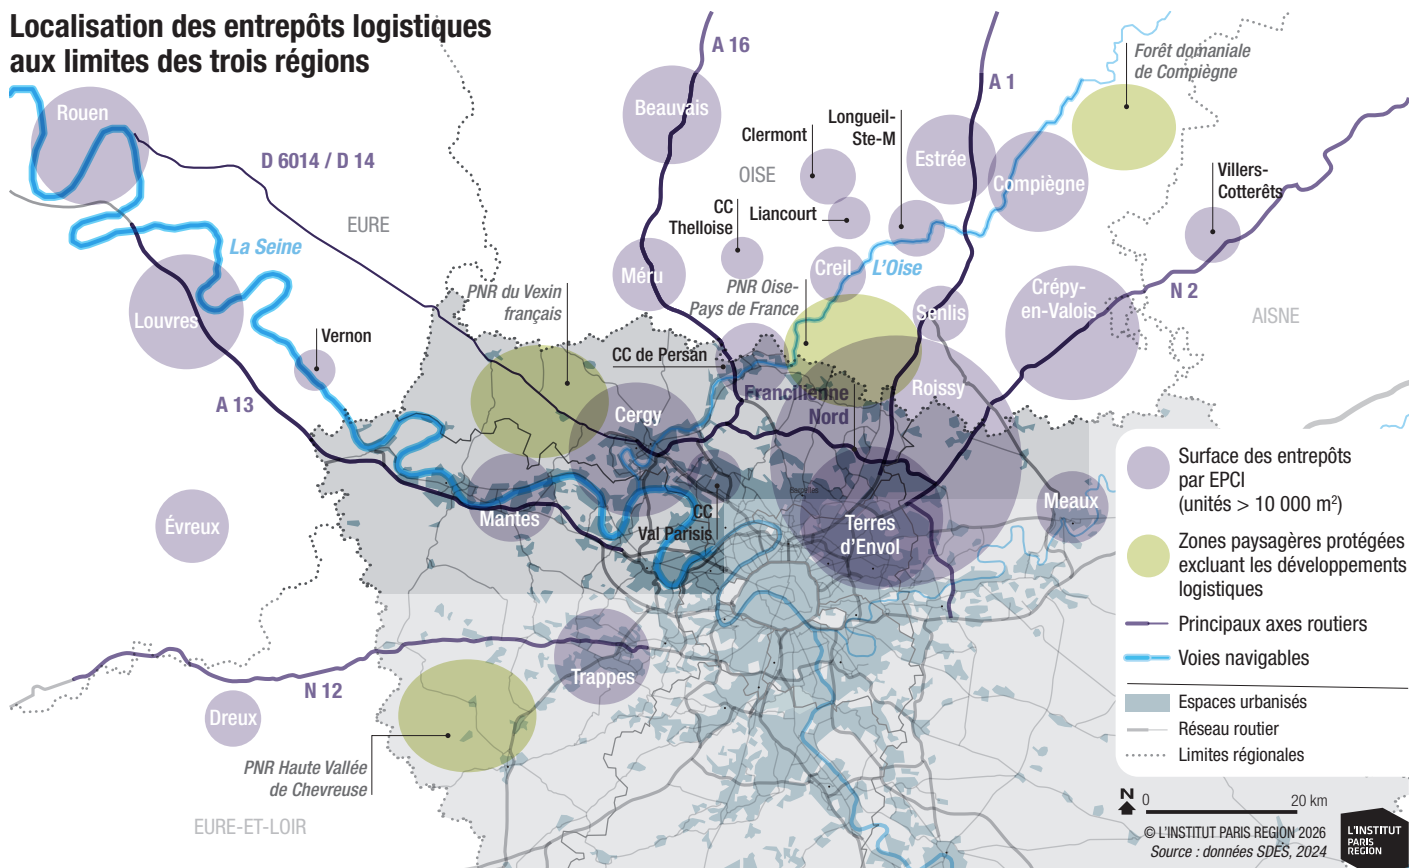 Localisation des entrepôts logistiques
aux limites des trois régions
A 16
A 1
Forêt domaniale
de Compiègne
Rouen
Beauvais
Clermont
Longueil-
Ste-M
Estrée
Compiègne
D 6014 / D 14
OISE
Villers-
Cotterêts
CC
Thelloise
Liancourt
EURE
La Seine
Méru
Creil
L'Oise
PNR du Vexin
français
PNR Oise-
Pays de France
Senlis
Crépy-
en-Valois
N 2
AISNE
Louvres
Vernon
CC de Persan
A 13
Francilienne
Nord
Roissy
Cergy
Surface des entrepôts
par EPCI
(unités > 10 000 m²)
Meaux
Mantes
CC
Val Parisis
Terres
d'Envol
Évreux
Zones paysagères protégées
excluant les développements
logistiques
Principaux axes routiers
Voies navigables
N 12
Trappes
Dreux
Espaces urbanisés
Réseau routier
Limites régionales
PNR Haute Vallée
de Chevreuse
EURE-ET-LOIR
N
0
20 km
© L'INSTITUT PARIS REGION 2026
Source : données SDES, 2024
L'INSTITUT
PARIS
REGION